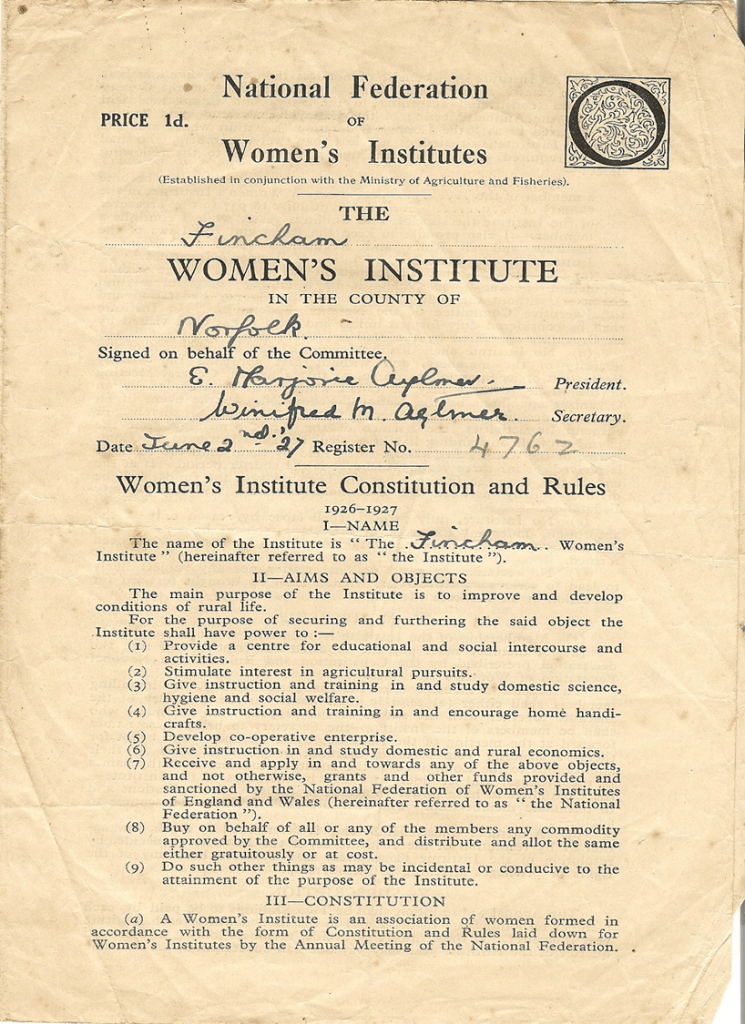 National Federation
PRICE 1d.
OF
Women's Institutes
(Established in conjunction with the Ministry of Agriculture and Fisheries).
THE
Fincham
WOMEN'S INSTITUTE
IN THE COUNTY OF
Norfolk.
Signed on behalf of the Committee,
E. Marjorie Aylmer. President.
Winifred M. Aylmer. Secretary.
Date June 2nd. '27 Register No. 4762
Women's Institute Constitution and Rules
1926-1927
I—NAME
The name of the Institute is “ The Fincham Women's
Institute ” (hereinafter referred to as “ the Institute ”).
II—AIMS AND OBJECTS
The main purpose of the Institute is to improve and develop
conditions of rural life.
For the purpose of securing and furthering the said object the
Institute shall have power to :—
(1) Provide a centre for educational and social intercourse and
activities.
(2) Stimulate interest in agricultural pursuits.
(3) Give instruction and training in and study domestic science,
hygiene and social welfare.
(4) Give instruction and training in and encourage home handi-
crafts.
(5) Develop co-operative enterprise.
(6) Give instruction in and study domestic and rural economics.
(7) Receive and apply in and towards any of the above objects,
and not otherwise, grants and other funds provided and
sanctioned by the National Federation of Women's Institutes
of England and Wales (hereinafter referred to as “ the National
Federation ”).
(8) Buy on behalf of all or any of the members any commodity
approved by the Committee, and distribute and allot the same
either gratuitously or at cost.
(9) Do such other things as may be incidental or conducive to the
attainment of the purpose of the Institute.
III—CONSTITUTION
(a) A Women's Institute is an association of women formed in
accordance with the form of Constitution and Rules laid down for
Women's Institutes by the Annual Meeting of the National Federation.